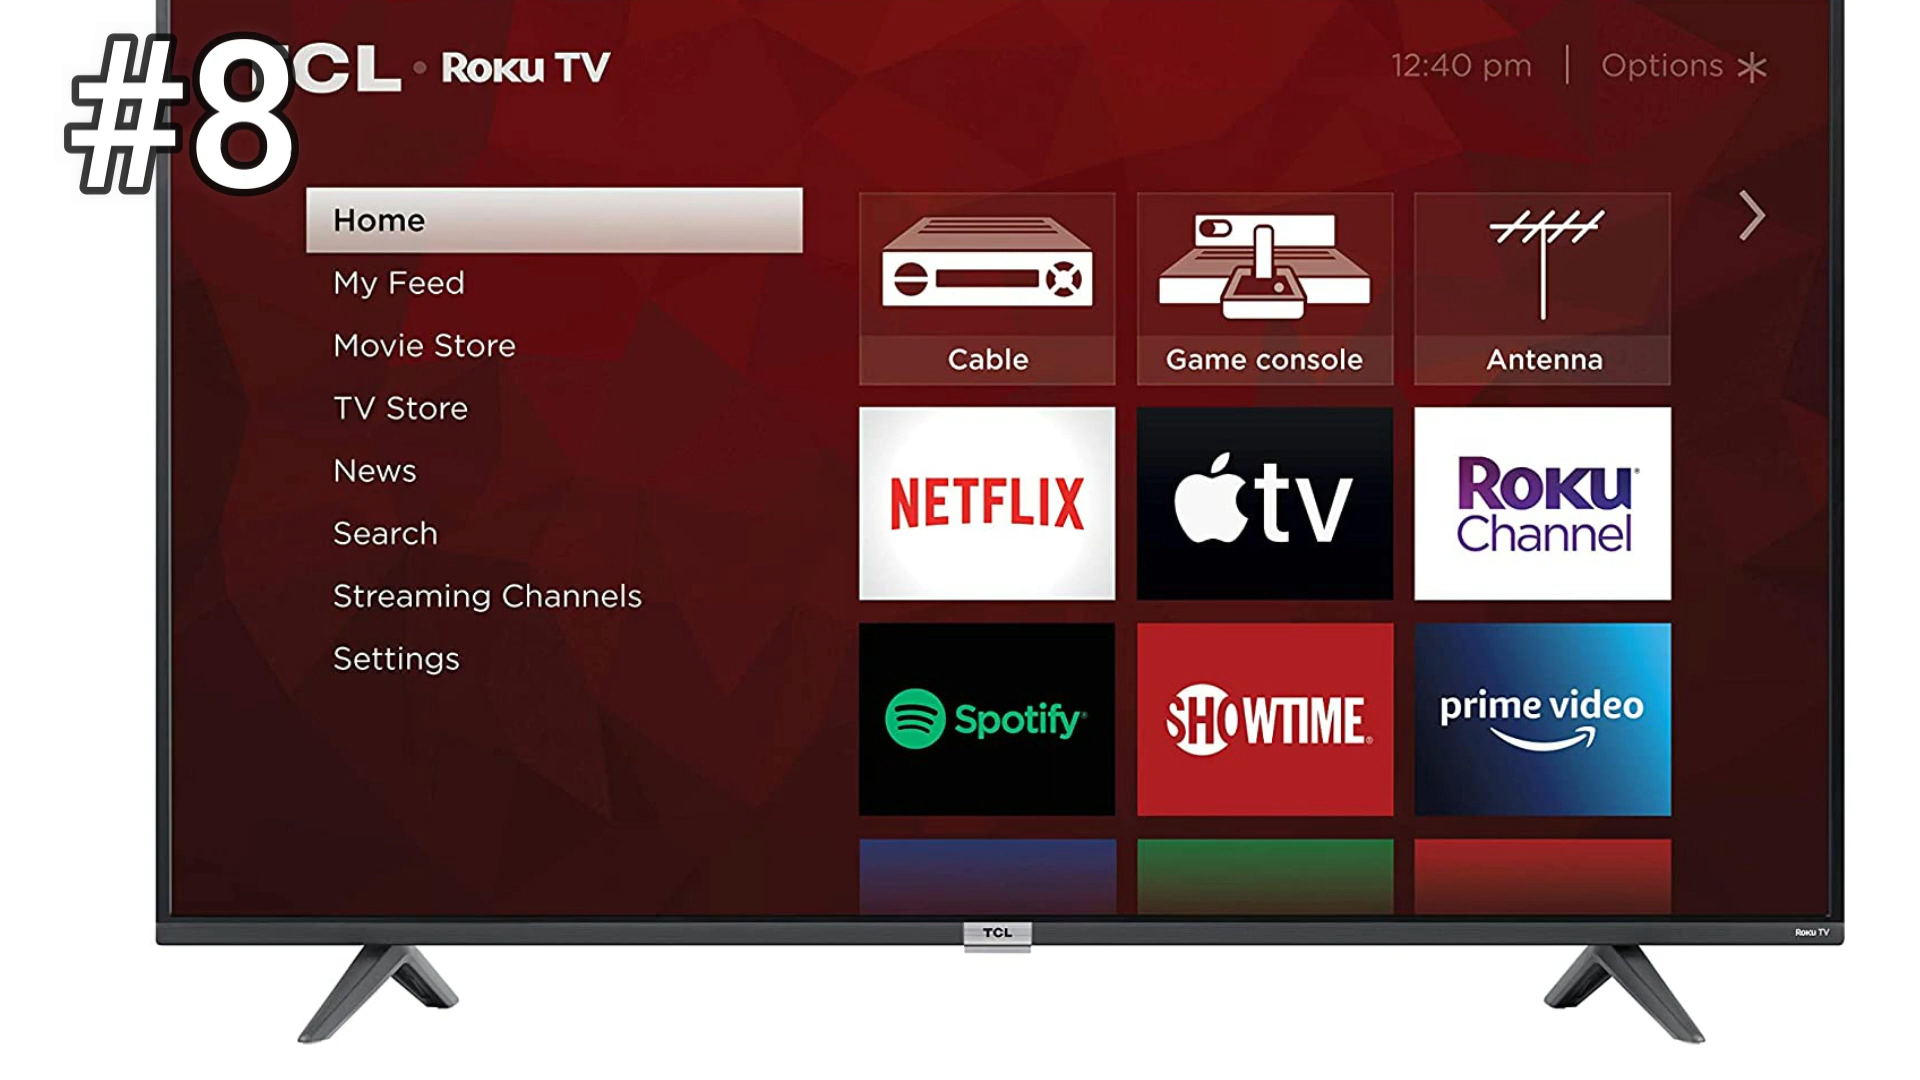 #8
TCL • Roku TV
12:40 pm | Options *
Home
My Feed
Movie Store
TV Store
News
Search
Streaming Channels
Settings
Cable
Game console
Antenna
NETFLIX
tv
Roku Channel
Spotify
SHOWTIME
prime video
TCL
Roku TV